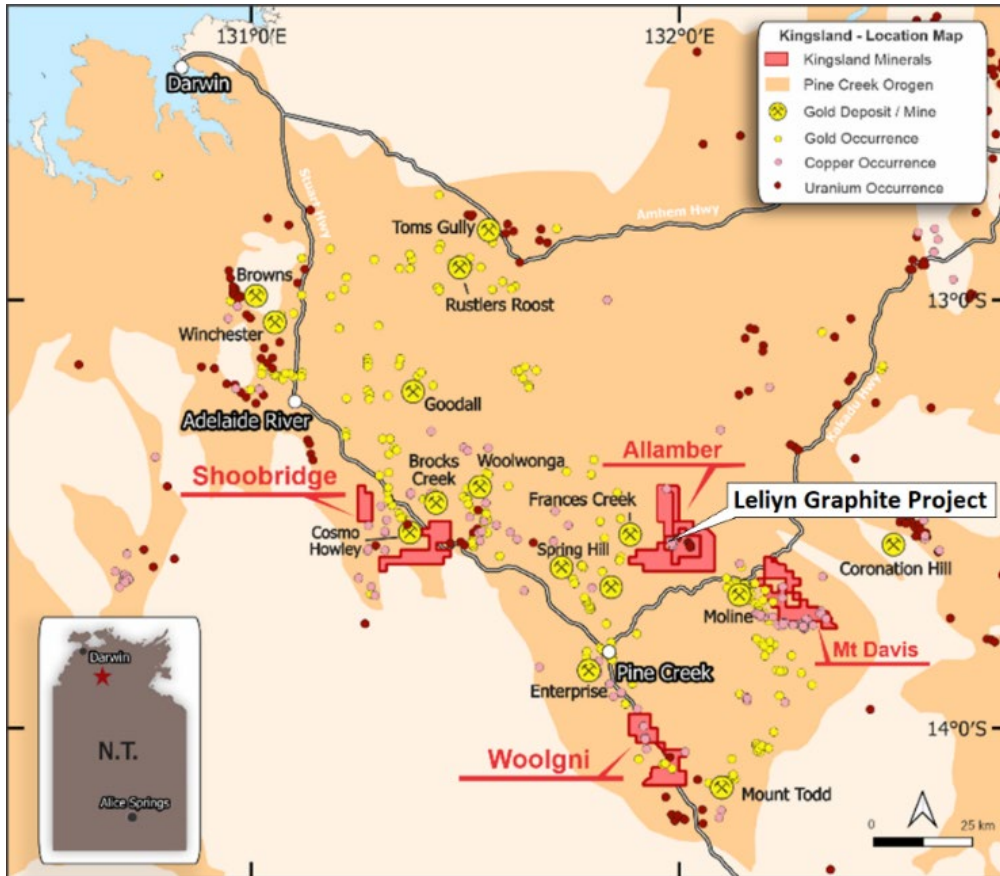 131°0′E
132°0′E
Kingsland - Location Map
Kingsland Minerals
Pine Creek Orogen
Gold Deposit / Mine
Gold Occurrence
Copper Occurrence
Uranium Occurrence
Darwin
Stuart Hwy
Arnhem Hwy
Toms Gully
Browns
Rustlers Roost
13°0′S
Winchester
Goodall
Kakadu Hwy
Adelaide River
Shoobridge
Brocks
Creek
Woolwonga
Allamber
Frances Creek
Leliyn Graphite Project
Cosmo
Howley
Spring Hill
Coronation Hill
Moline
Mt Davis
Pine Creek
Enterprise
Darwin
N.T.
Alice Springs
14°0′S
Woolgni
Mount Todd
0 25 km